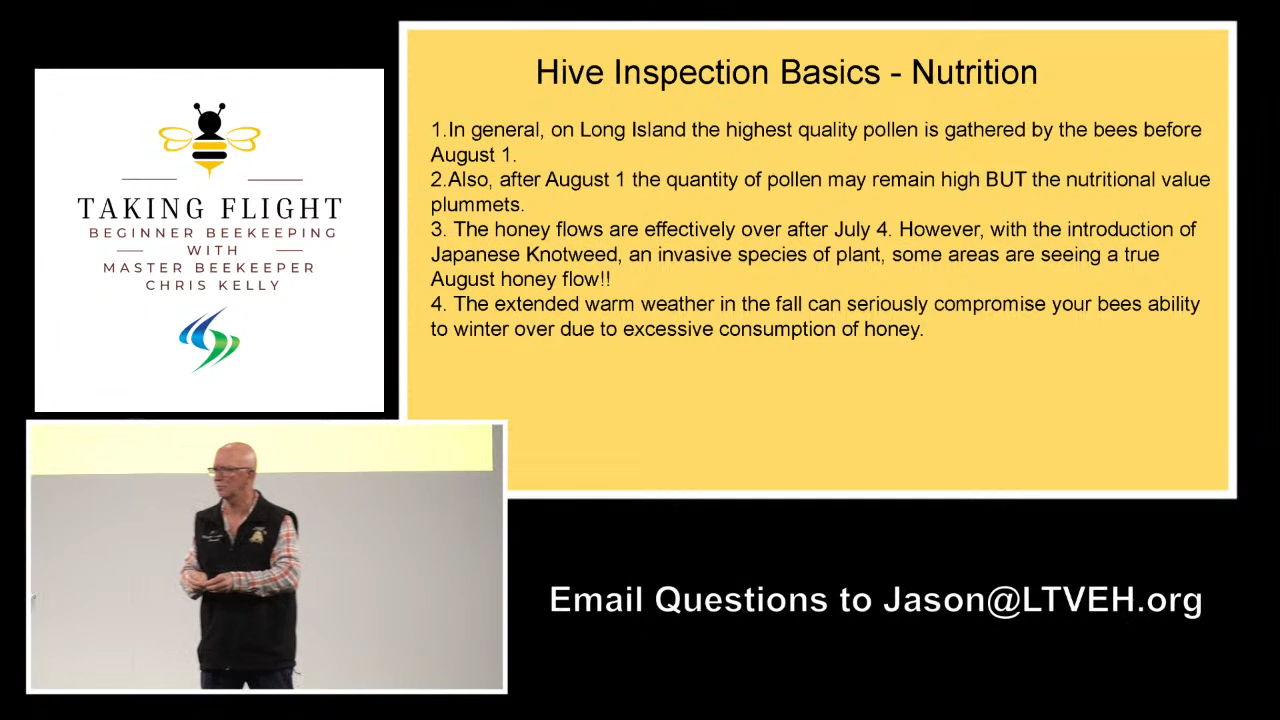 TAKING FLIGHT
BEGINNER BEEKEEPING
WITH
MASTER BEEKEEPER
CHRIS KELLY
Hive Inspection Basics - Nutrition
1.In general, on Long Island the highest quality pollen is gathered by the bees before
August 1.
2.Also, after August 1 the quantity of pollen may remain high BUT the nutritional value
plummets.
3. The honey flows are effectively over after July 4. However, with the introduction of
Japanese Knotweed, an invasive species of plant, some areas are seeing a true
August honey flow!!
4. The extended warm weather in the fall can seriously compromise your bees ability
to winter over due to excessive consumption of honey.
Email Questions to Jason@LTVEH.org